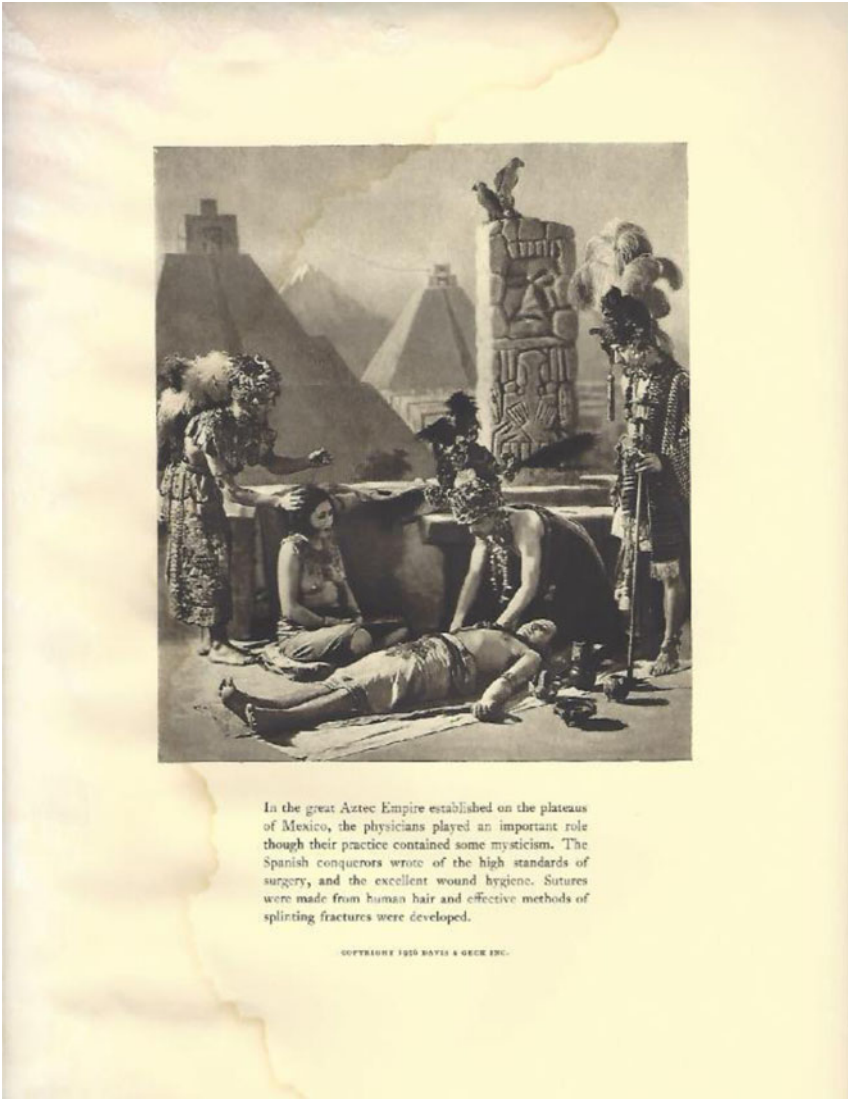 In the great Aztec Empire established on the plateaus
of Mexico, the physicians played an important role
though their practice contained some mysticism. The
Spanish conquerors wrote of the high standards of
surgery, and the excellent wound hygiene. Sutures
were made from human hair and effective methods of
splinting fractures were developed.
COPYRIGHT DAVIS & GECK INC.